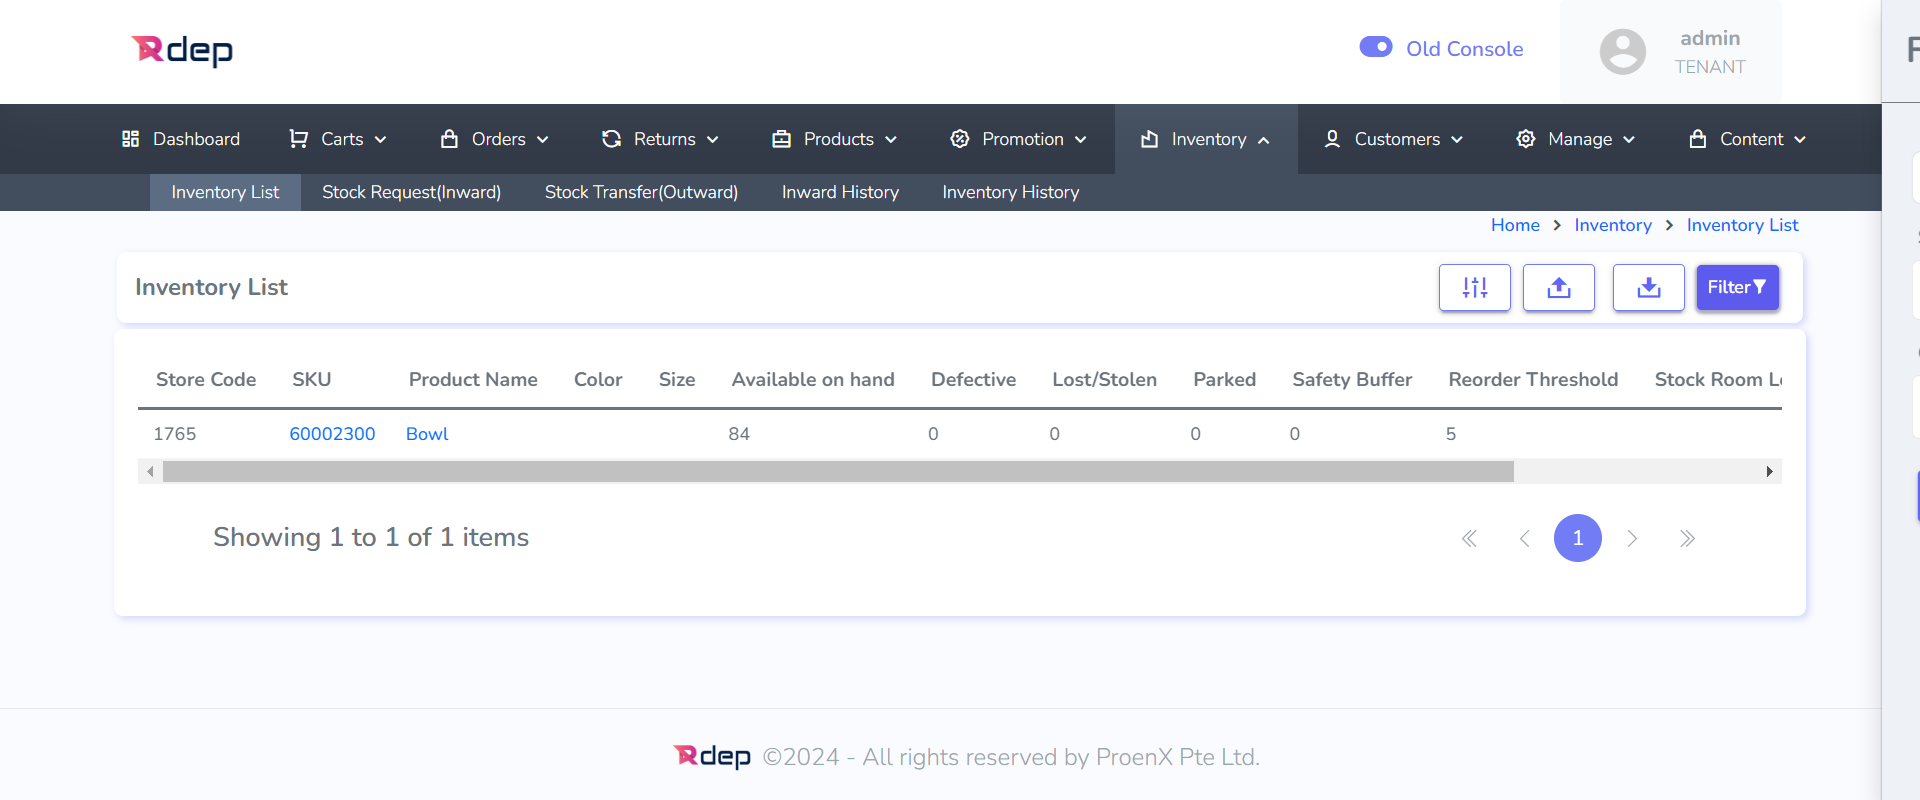 Rdep
Old Console
admin
TENANT
Dashboard Carts Orders Returns Products Promotion Inventory Customers Manage Content
Inventory List Stock Request(Inward) Stock Transfer(Outward) Inward History Inventory History
Home > Inventory > Inventory List
Inventory List
Filter
Store Code SKU Product Name Color Size Available on hand Defective Lost/Stolen Parked Safety Buffer Reorder Threshold Stock Room
1765 60002300 Bowl 84 0 0 0 0 5
Showing 1 to 1 of 1 items
1
Rdep ©2024 - All rights reserved by ProenX Pte Ltd.